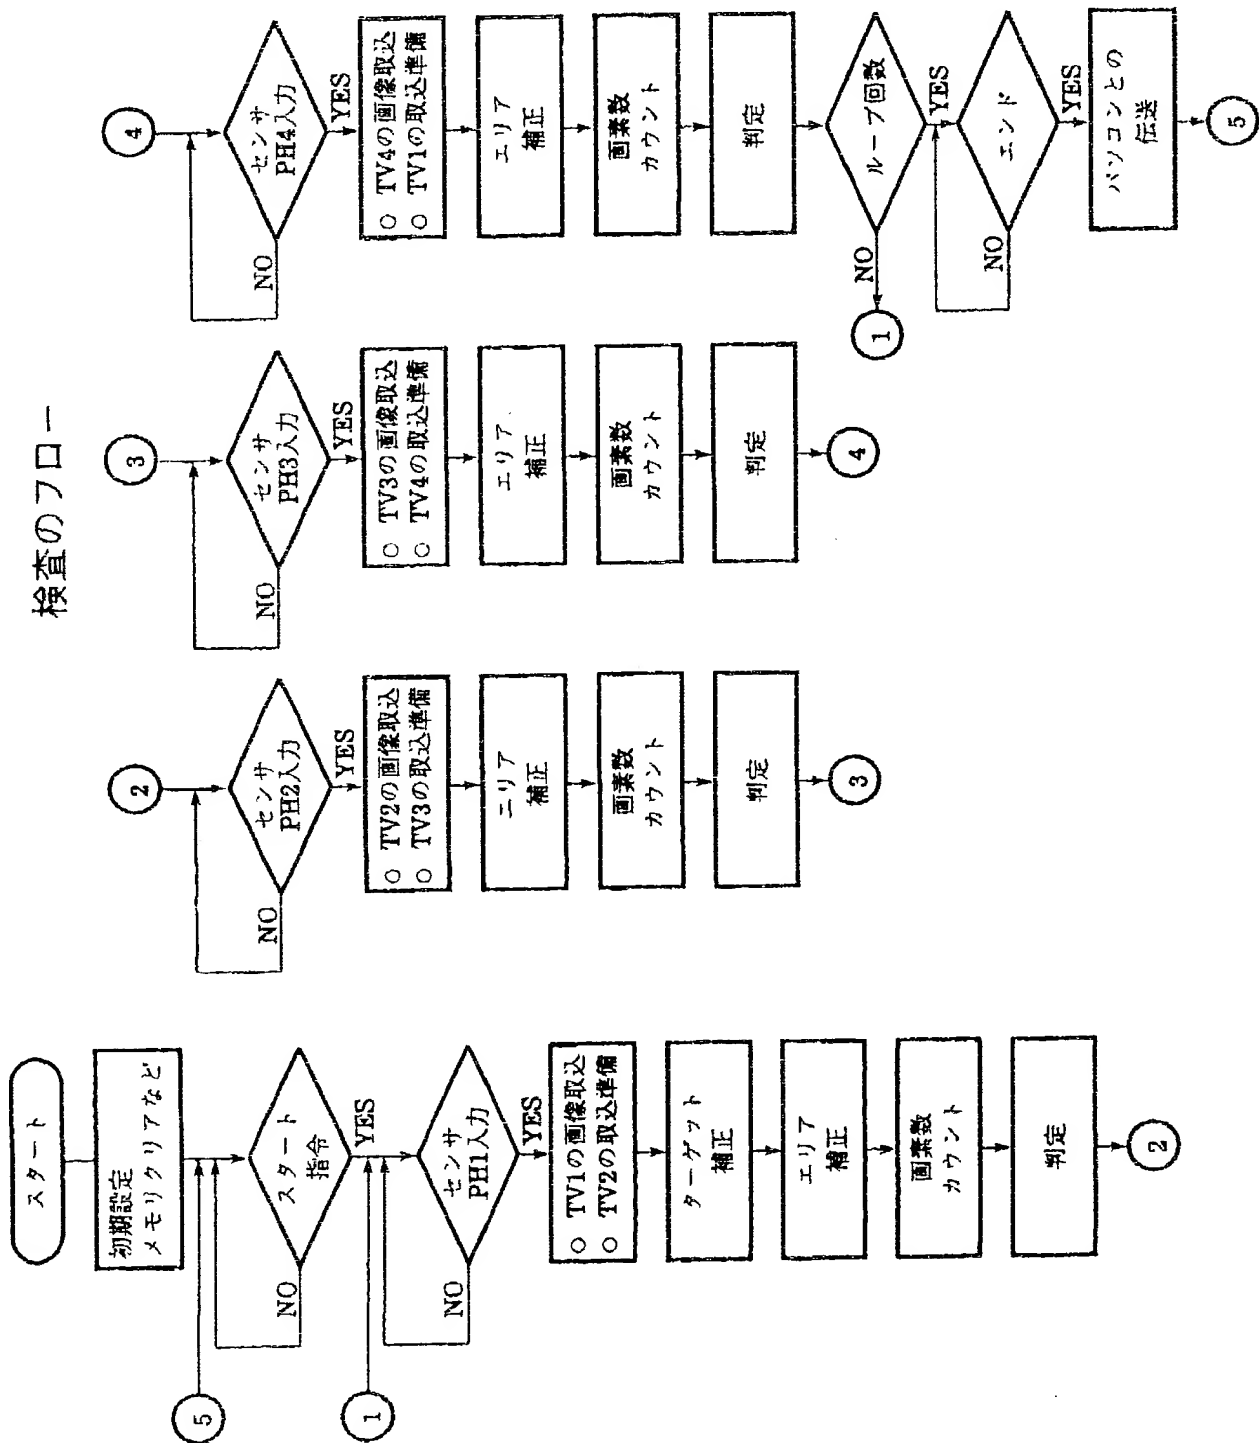 検査のフロー
スタート
初期設定
メモリクリアなど
5
スタート
指令
NO
YES
1
センサ
PH1入力
NO
YES
○ TV1の画像取込
○ TV2の取込準備
ターゲット
補正
エリア
補正
画素数
カウント
判定
2
2
センサ
PH2入力
NO
YES
○ TV2の画像取込
○ TV3の取込準備
エリア
補正
画素数
カウント
判定
3
3
センサ
PH3入力
NO
YES
○ TV3の画像取込
○ TV4の取込準備
エリア
補正
画素数
カウント
判定
4
4
センサ
PH4入力
NO
YES
○ TV4の画像取込
○ TV1の取込準備
エリア
補正
画素数
カウント
判定
ループ回数
NO
YES
1
エンド
NO
YES
パソコンとの
伝送
5